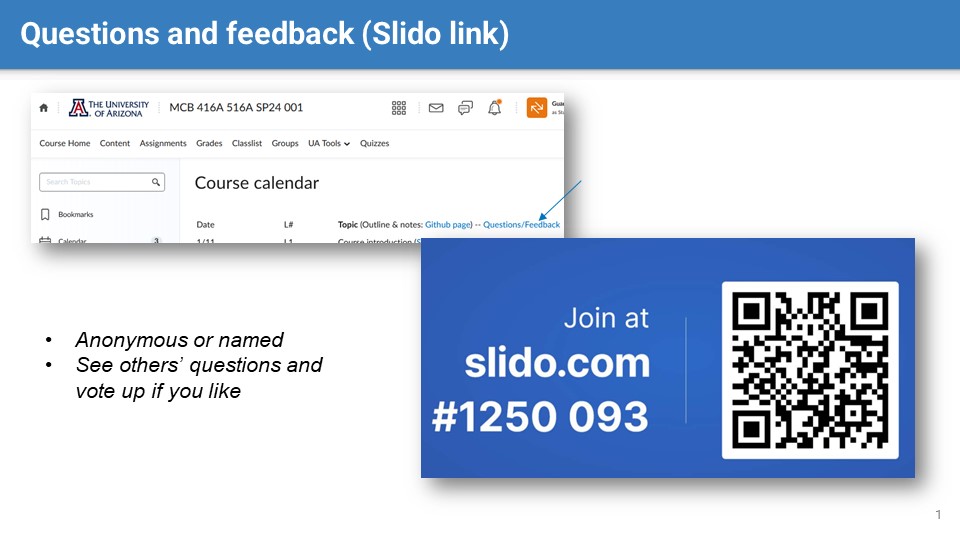 Questions and feedback (Slido link)
THE UNIVERSITY
OF ARIZONA
MCB 416A 516A SP24 001
Course Home Content Assignments Grades Classlist Groups UA Tools Quizzes
Search Topics
Course calendar
Bookmarks
Date L# Topic (Outline & notes: Github page) -- Questions/Feedback
Calendar 3
1/11 L1 Course introduction
• Anonymous or named
• See others’ questions and
vote up if you like
Join at
slido.com
#1250 093
1